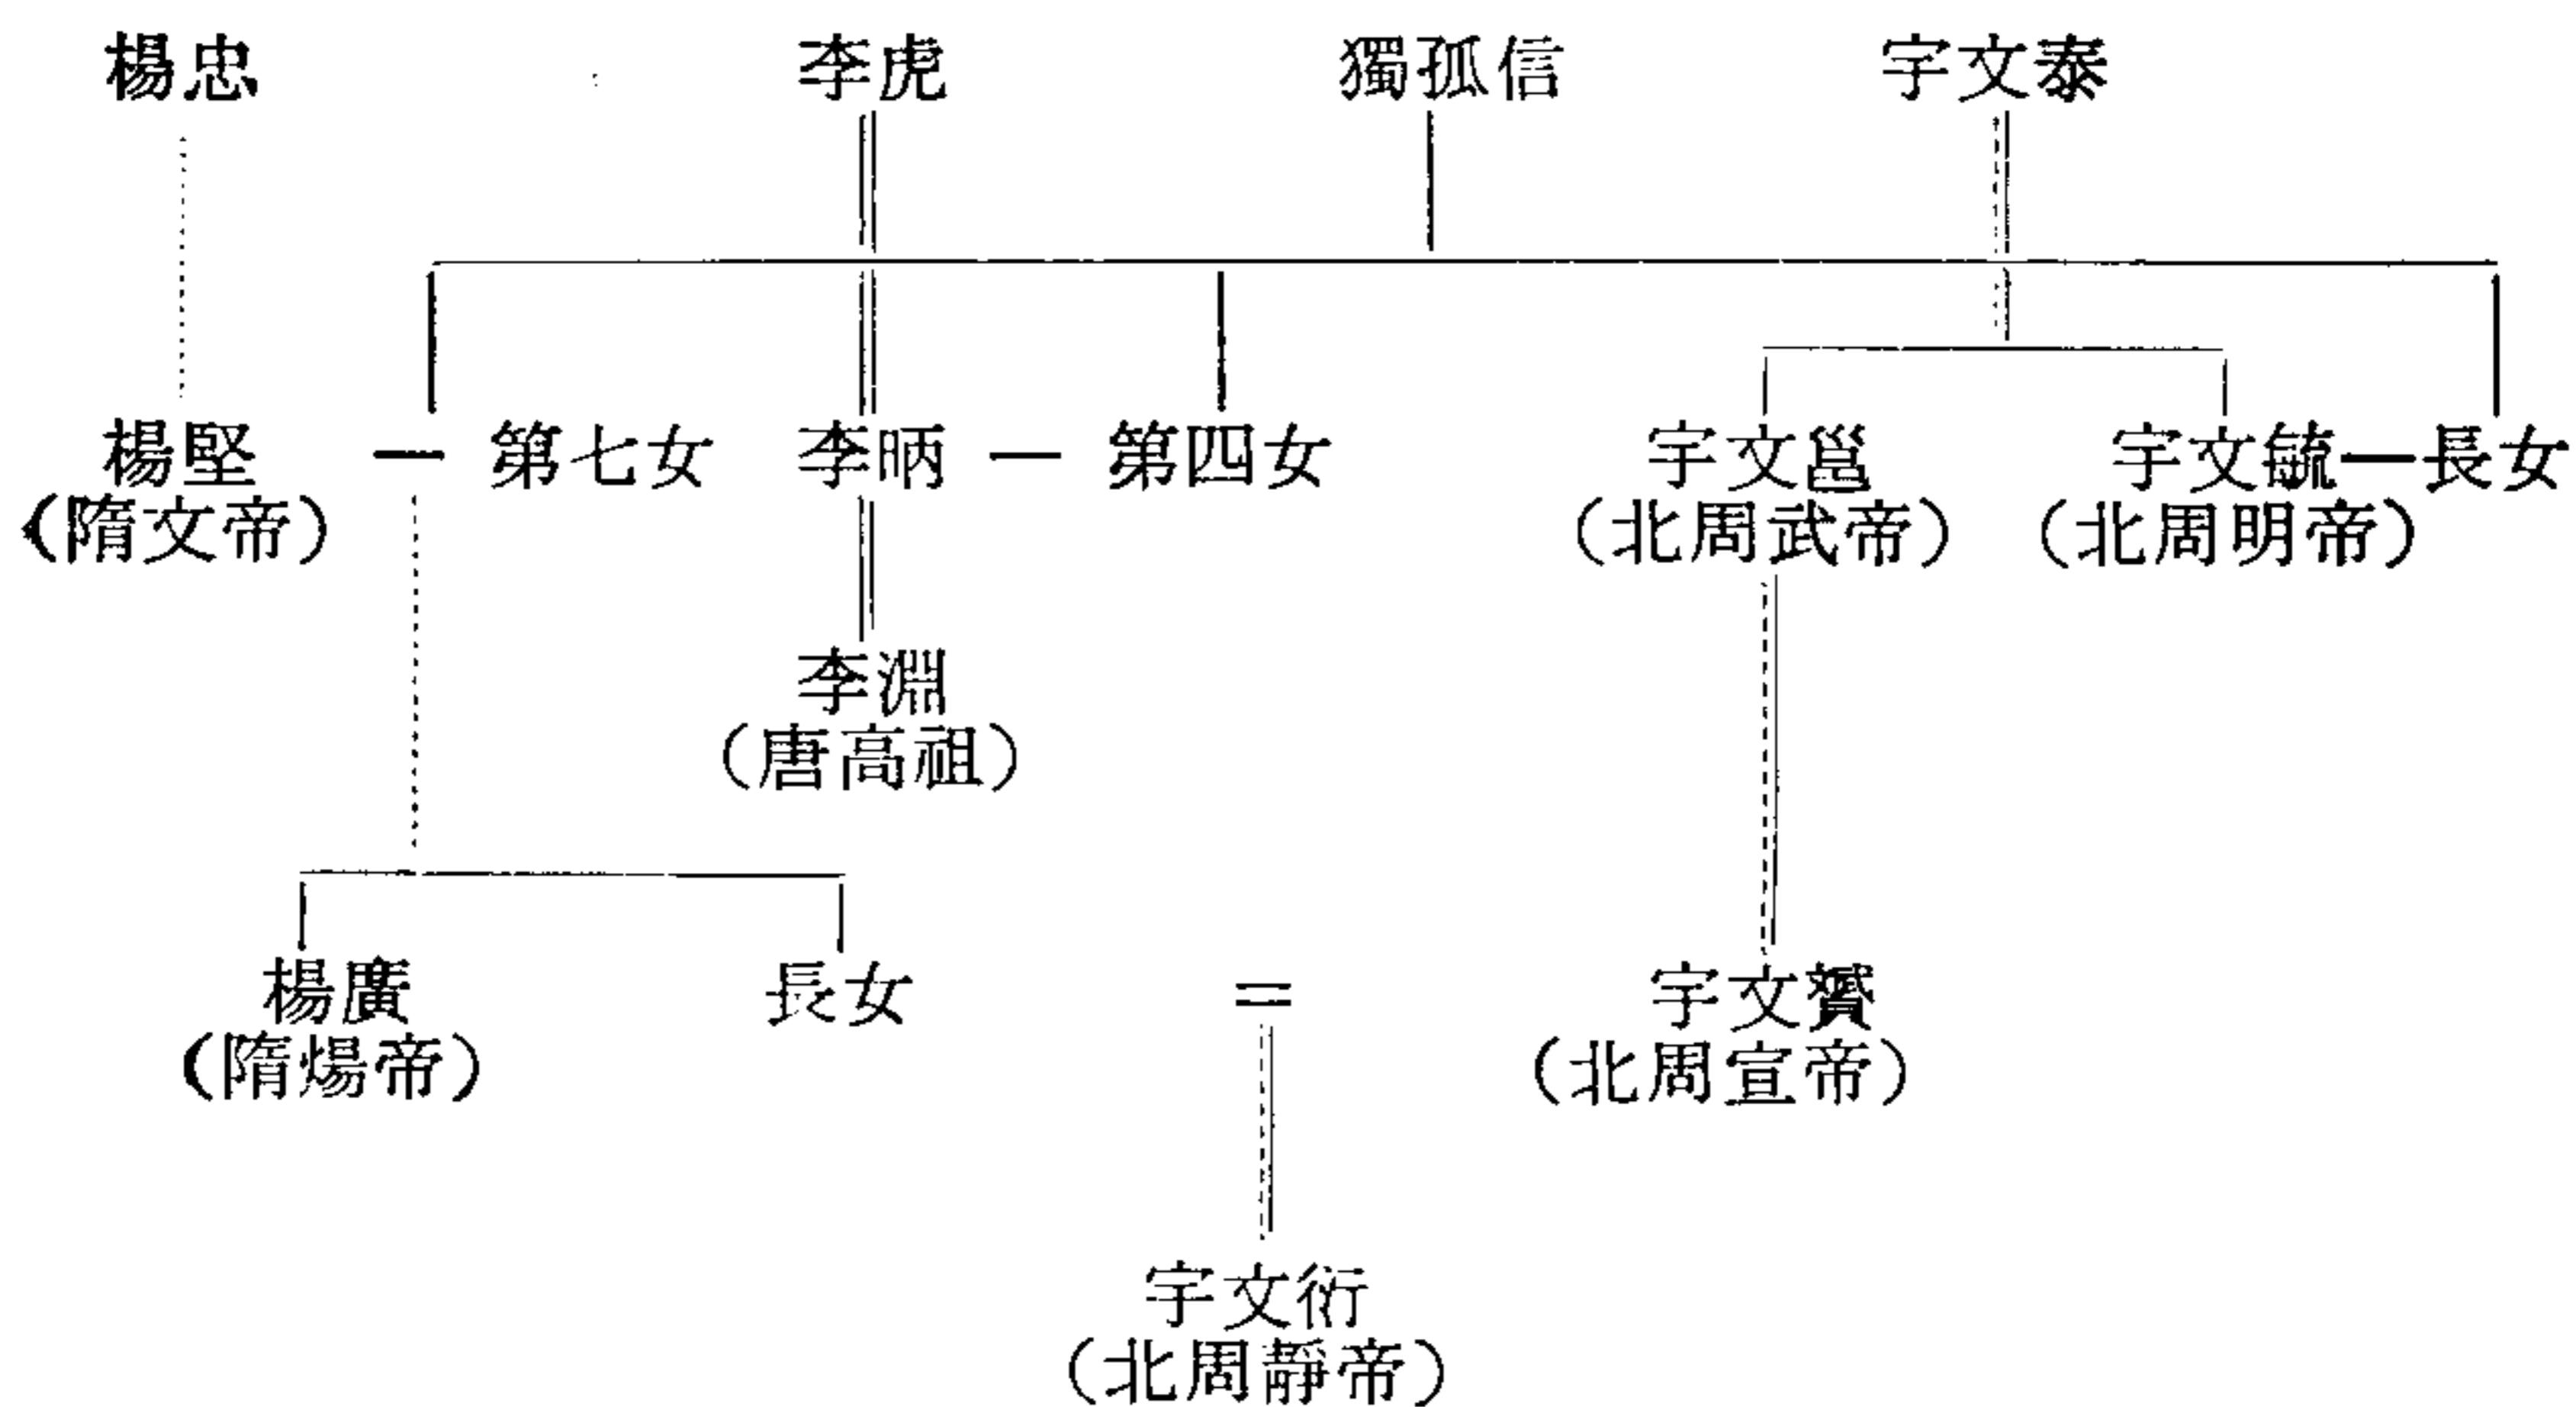 楊忠 李虎 獨孤信 宇文泰
楊堅 — 第七女 李昞 — 第四女 宇文邕 宇文毓—長女
(隋文帝) (北周武帝) (北周明帝)
李淵
(唐高祖)
楊廣 長女 = 宇文贇
(隋煬帝) (北周宣帝)
宇文衍
(北周靜帝)